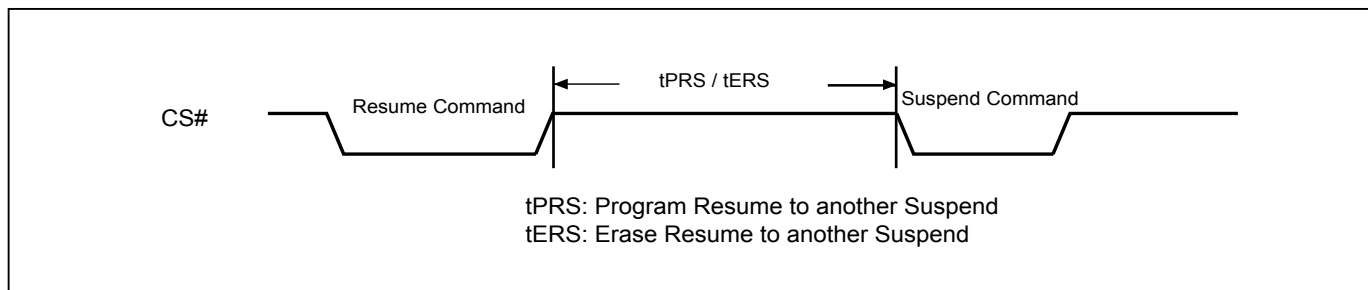 tPRS / tERS
Resume Command
Suspend Command
CS#
tPRS: Program Resume to another Suspend
tERS: Erase Resume to another Suspend